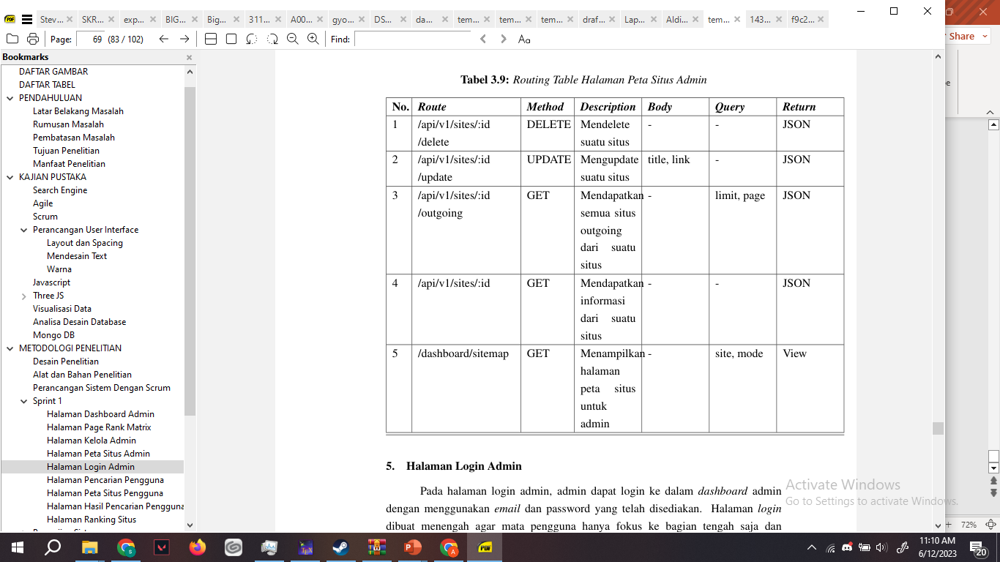 Stev... SKR... exp... BIG... Big... 311... A00... gyo... DS... da... tem... tem... tem... draf... Lap... Aldi... tem... 143... f9c2...
Page: 69 (83 / 102) Find: Aa
Share
Bookmarks
DAFTAR GAMBAR
DAFTAR TABEL
PENDAHULUAN
Latar Belakang Masalah
Rumusan Masalah
Pembatasan Masalah
Tujuan Penelitian
Manfaat Penelitian
KAJIAN PUSTAKA
Search Engine
Agile
Scrum
Perancangan User Interface
Layout dan Spacing
Mendesain Text
Warna
Javascript
Three JS
Visualisasi Data
Analisa Desain Database
Mongo DB
METODOLOGI PENELITIAN
Desain Penelitian
Alat dan Bahan Penelitian
Perancangan Sistem Dengan Scrum
Sprint 1
Halaman Dashboard Admin
Halaman Page Rank Matrix
Halaman Kelola Admin
Halaman Peta Situs Admin
Halaman Login Admin
Halaman Pencarian Pengguna
Halaman Peta Situs Pengguna
Halaman Hasil Pencarian Pengguna
Halaman Ranking Situs
Tabel 3.9: Routing Table Halaman Peta Situs Admin
No. Route Method Description Body Query Return
1 /api/v1/sites/:id DELETE Mendelete - - JSON
/delete suatu situs
2 /api/v1/sites/:id UPDATE Mengupdate title, link - JSON
/update suatu situs
3 /api/v1/sites/:id GET Mendapatkan - limit, page JSON
/outgoing semua situs
outgoing
dari suatu
situs
4 /api/v1/sites/:id GET Mendapatkan - - JSON
informasi
dari suatu
situs
5 /dashboard/sitemap GET Menampilkan - site, mode View
halaman
peta situs
untuk
admin
5. Halaman Login Admin
Pada halaman login admin, admin dapat login ke dalam dashboard admin
dengan menggunakan email dan password yang telah disediakan. Halaman login
dibuat menengah agar mata pengguna hanya fokus ke bagian tengah saja dan
Activate Windows
Go to Settings to activate Windows.
72%
11:10 AM
6/12/2023
20